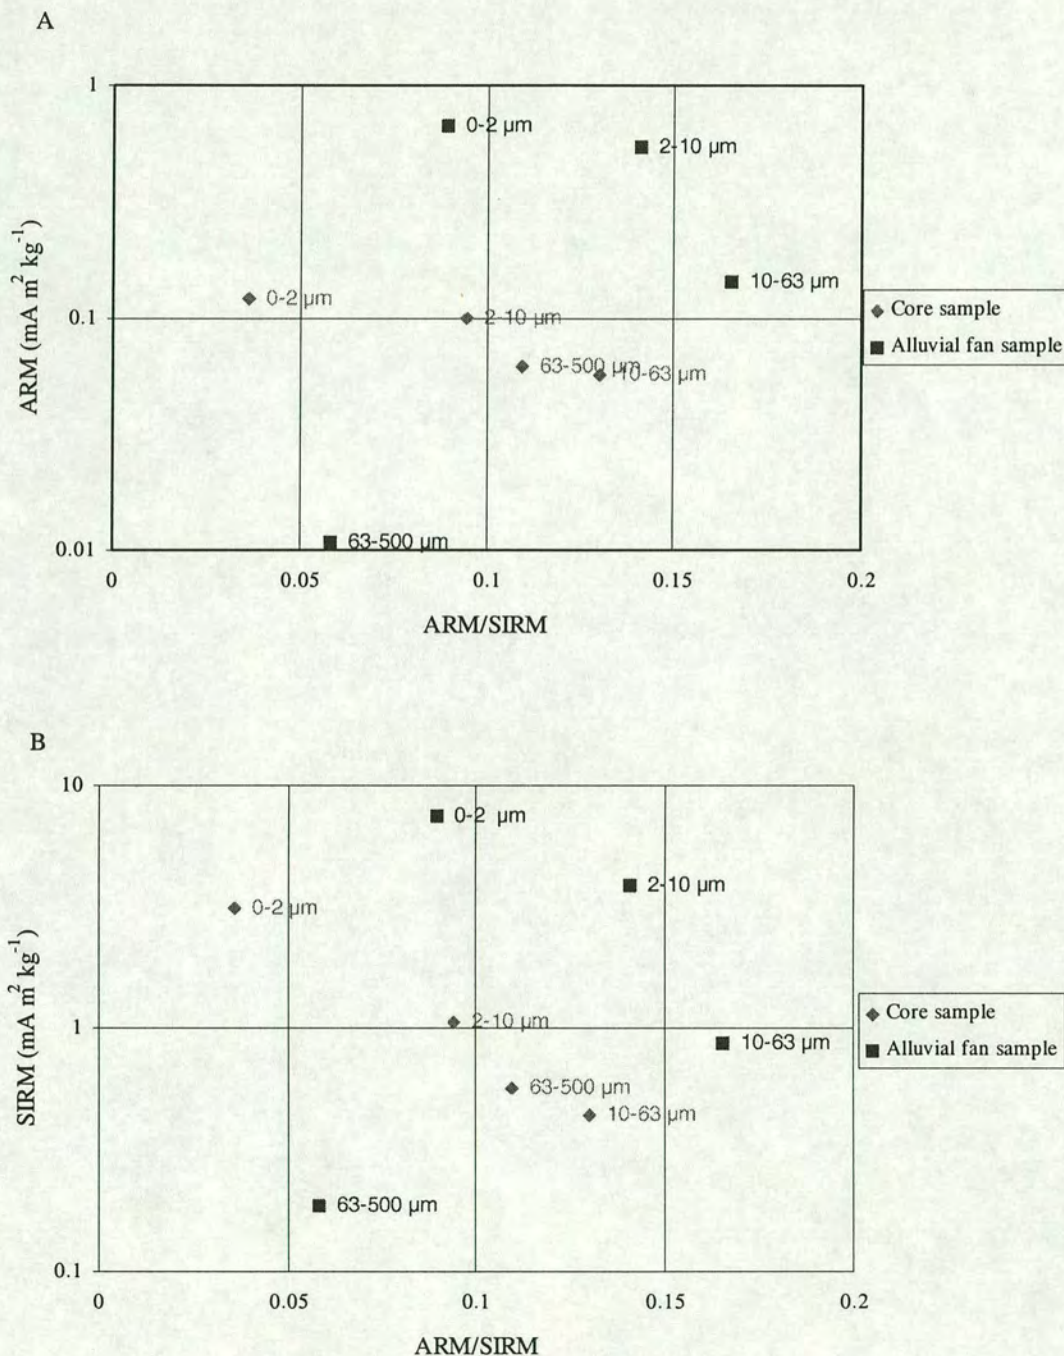 A
1
0-2 µm
2-10 µm
ARM (mA m² kg⁻¹)
10-63 µm
0-2 µm
0.1
2-10 µm
Core sample
Alluvial fan sample
63-500 µm
10-63 µm
63-500 µm
0.01
0
0.05
0.1
0.15
0.2
ARM/SIRM
B
10
0-2 µm
2-10 µm
0-2 µm
SIRM (mA m² kg⁻¹)
1
2-10 µm
10-63 µm
Core sample
Alluvial fan sample
63-500 µm
10-63 µm
63-500 µm
0.1
0
0.05
0.1
0.15
0.2
ARM/SIRM